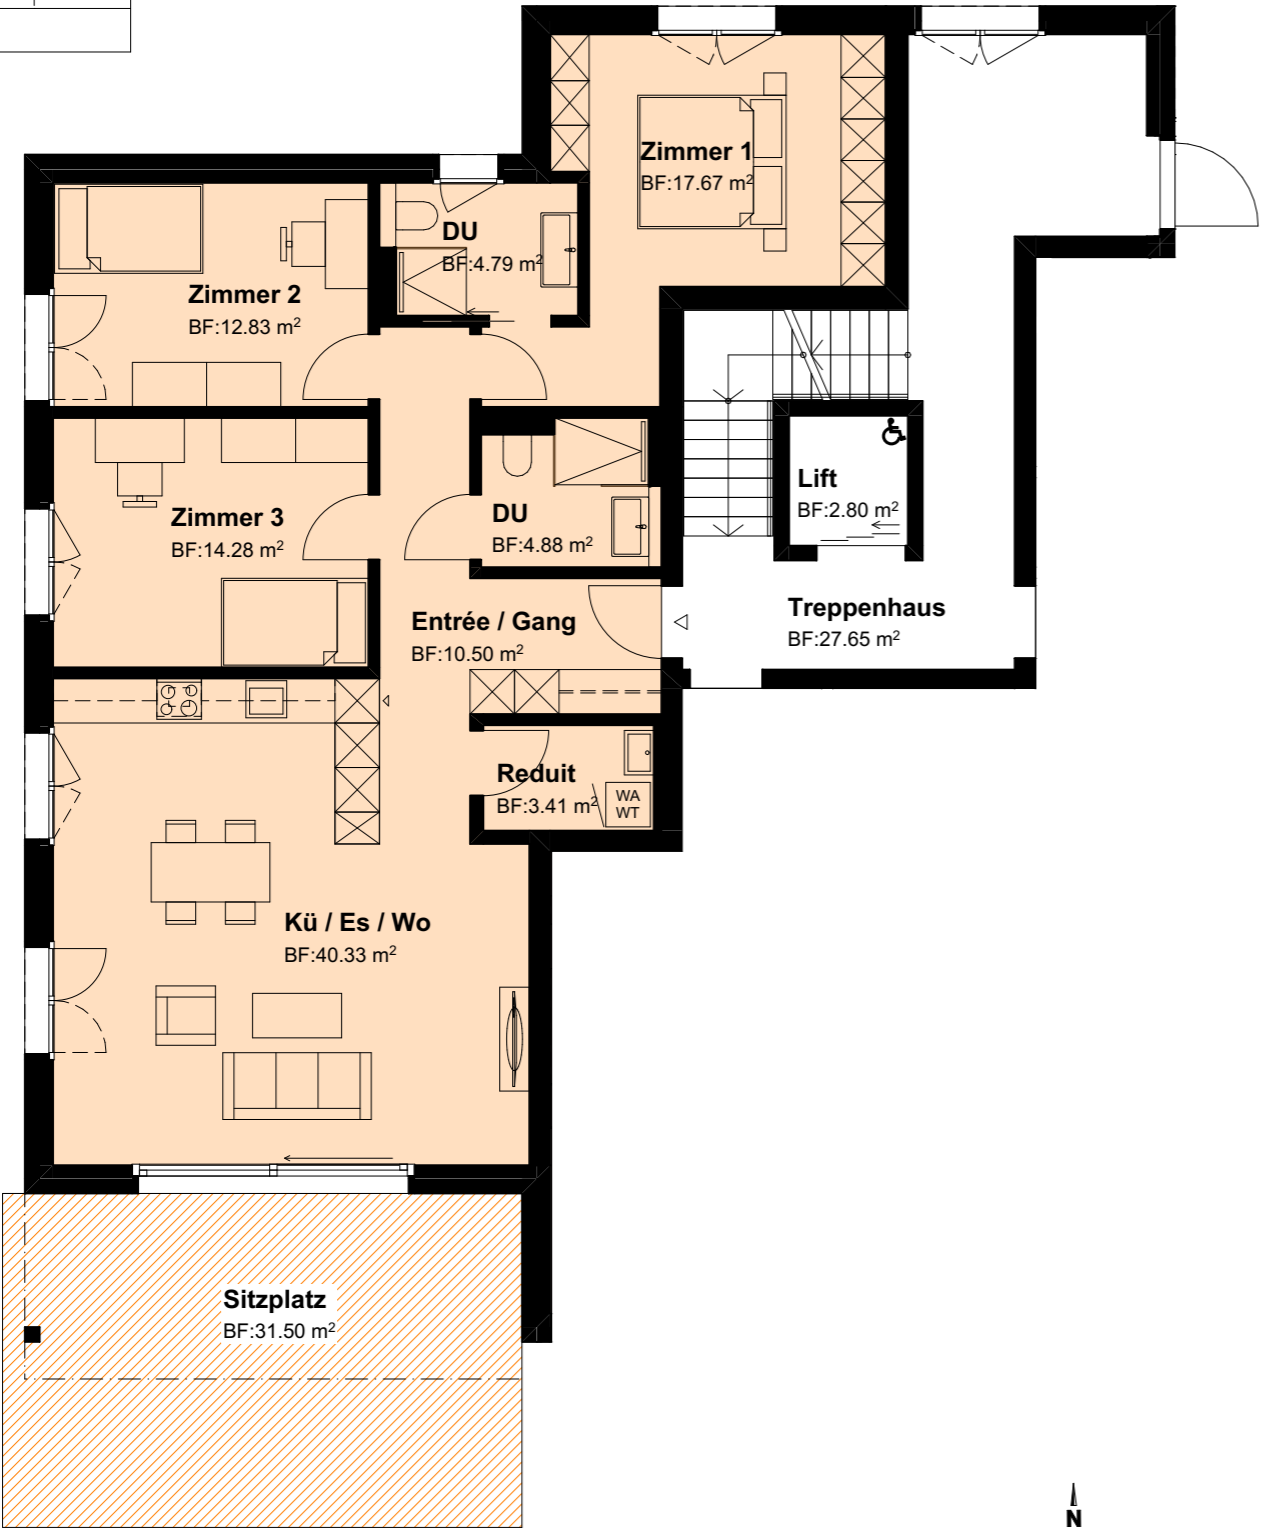 Zimmer 1
BF:17.67 m²
DU
BF:4.79 m²
Zimmer 2
BF:12.83 m²
Lift
BF:2.80 m²
Zimmer 3
BF:14.28 m²
DU
BF:4.88 m²
Treppenhaus
BF:27.65 m²
Entrée / Gang
BF:10.50 m²
Reduit
BF:3.41 m²
WA
WT
Kü / Es / Wo
BF:40.33 m²
Sitzplatz
BF:31.50 m²
N